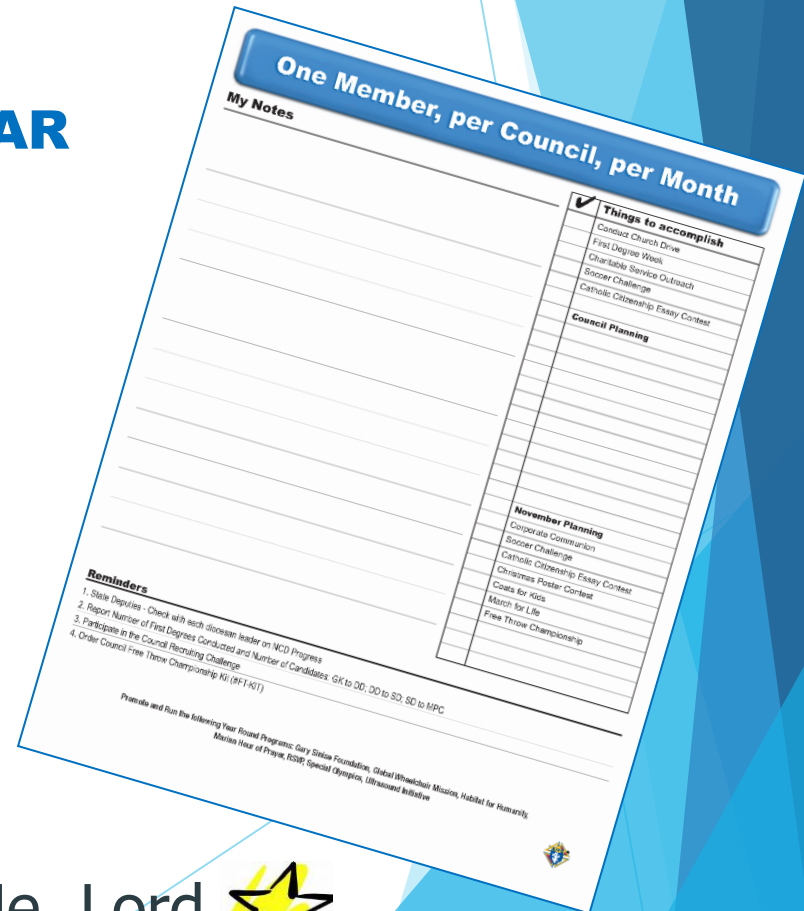 AR
One Member, per Council, per Month
My Notes
✔ Things to accomplish
Conduct Church Drive
First Degree Week
Charitable Service Outreach
Soccer Challenge
Catholic Citizenship Essay Contest
Council Planning
November Planning
Corporate Communion
Soccer Challenge
Catholic Citizenship Essay Contest
Christmas Poster Contest
Coats for Kids
March for Life
Free Throw Championship
Reminders
1. State Deputies - Check with each diocesan leader on NCD Progress
2. Report Number of First Degrees Conducted and Number of Candidates: GK to DD; DD to SD; SD to MPC
3. Participate in the Council Recruiting Challenge
4. Order Council Free Throw Championship Kit (#FT-KIT)
Promote and Run the following Year Round Programs: Gary Sinise Foundation, Global Wheelchair Mission, Habitat for Humanity,
Marian Hour of Prayer, RSVP, Special Olympics, Ultrasound Initiative
le, Lord